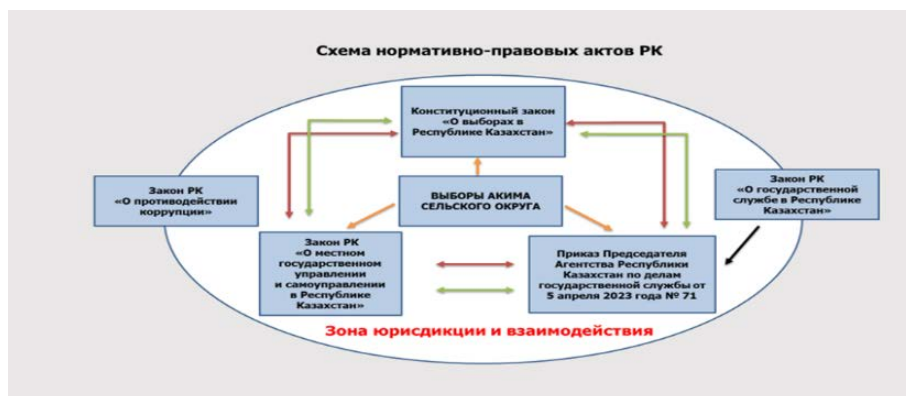 Схема нормативно-правовых актов РК
Конституционный закон
«О выборах в
Республике Казахстан»
Закон РК
«О противодействии
коррупции»
ВЫБОРЫ АКИМА
СЕЛЬСКОГО ОКРУГА
Закон РК
«О государственной
службе в Республике
Казахстан»
Закон РК
«О местном
государственном
управлении
и самоуправлении
в Республике
Казахстан»
Приказ Председателя
Агентства Республики
Казахстан по делам
государственной службы от
5 апреля 2023 года № 71
Зона юрисдикции и взаимодействия